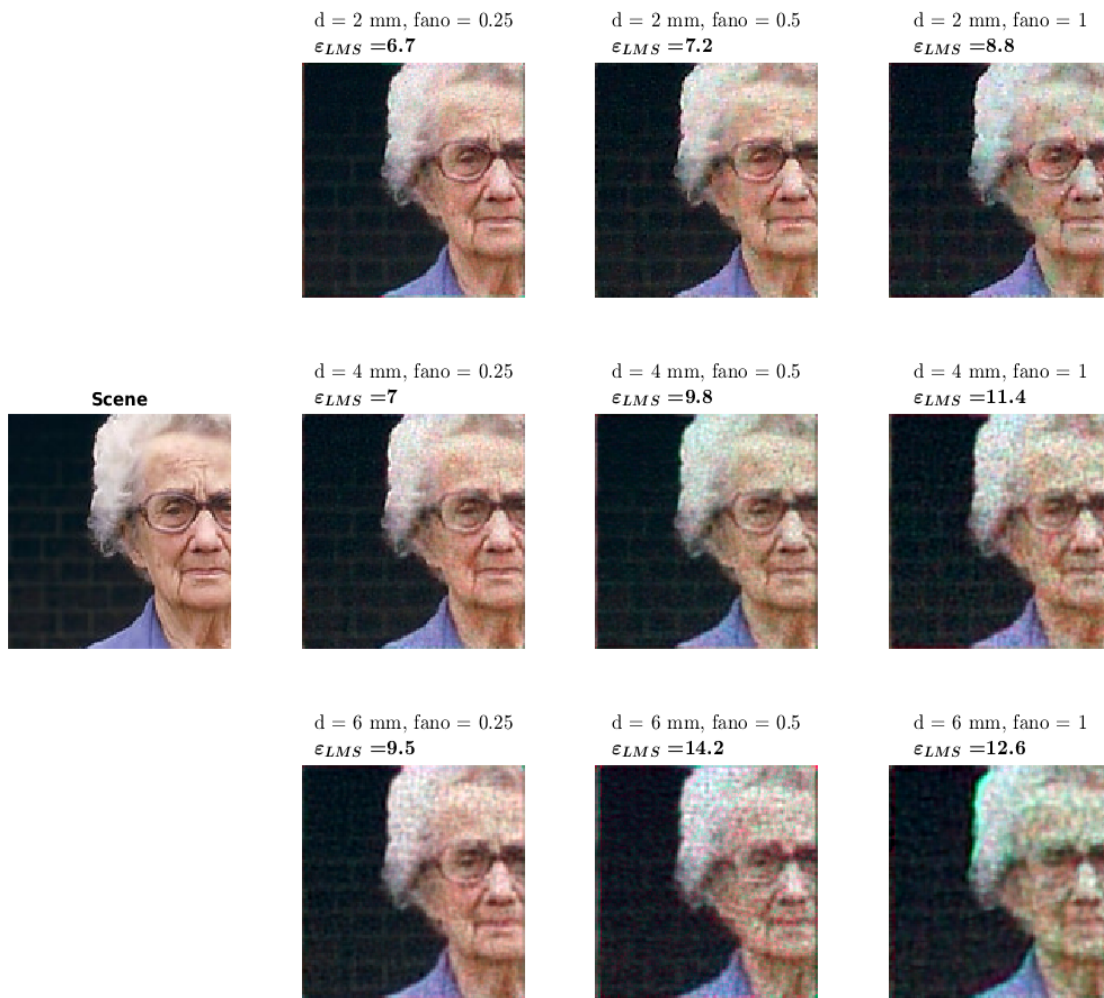 d = 2 mm, fano = 0.25
εLMS =6.7
d = 2 mm, fano = 0.5
εLMS =7.2
d = 2 mm, fano = 1
εLMS =8.8
Scene
d = 4 mm, fano = 0.25
εLMS =7
d = 4 mm, fano = 0.5
εLMS =9.8
d = 4 mm, fano = 1
εLMS =11.4
d = 6 mm, fano = 0.25
εLMS =9.5
d = 6 mm, fano = 0.5
εLMS =14.2
d = 6 mm, fano = 1
εLMS =12.6